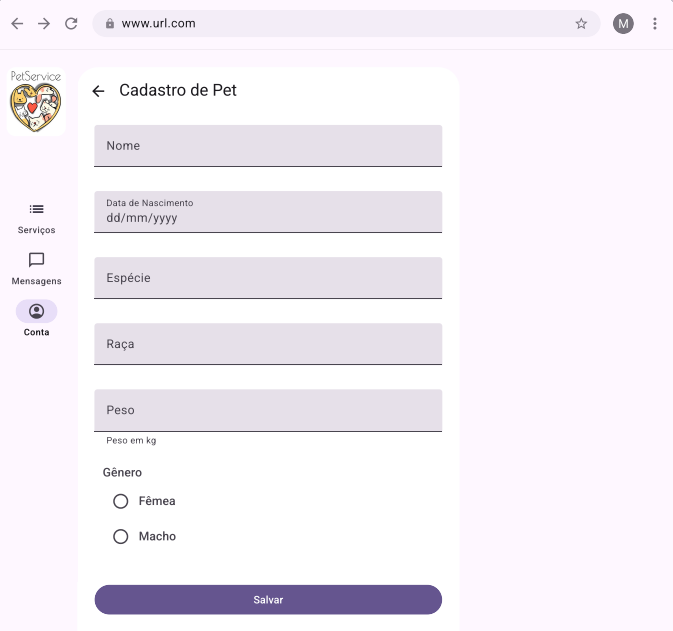 www.url.com
M
PetService
Cadastro de Pet
Nome
Data de Nascimento
dd/mm/yyyy
Serviços
Espécie
Mensagens
Conta
Raça
Peso
Peso em kg
Gênero
Fêmea
Macho
Salvar